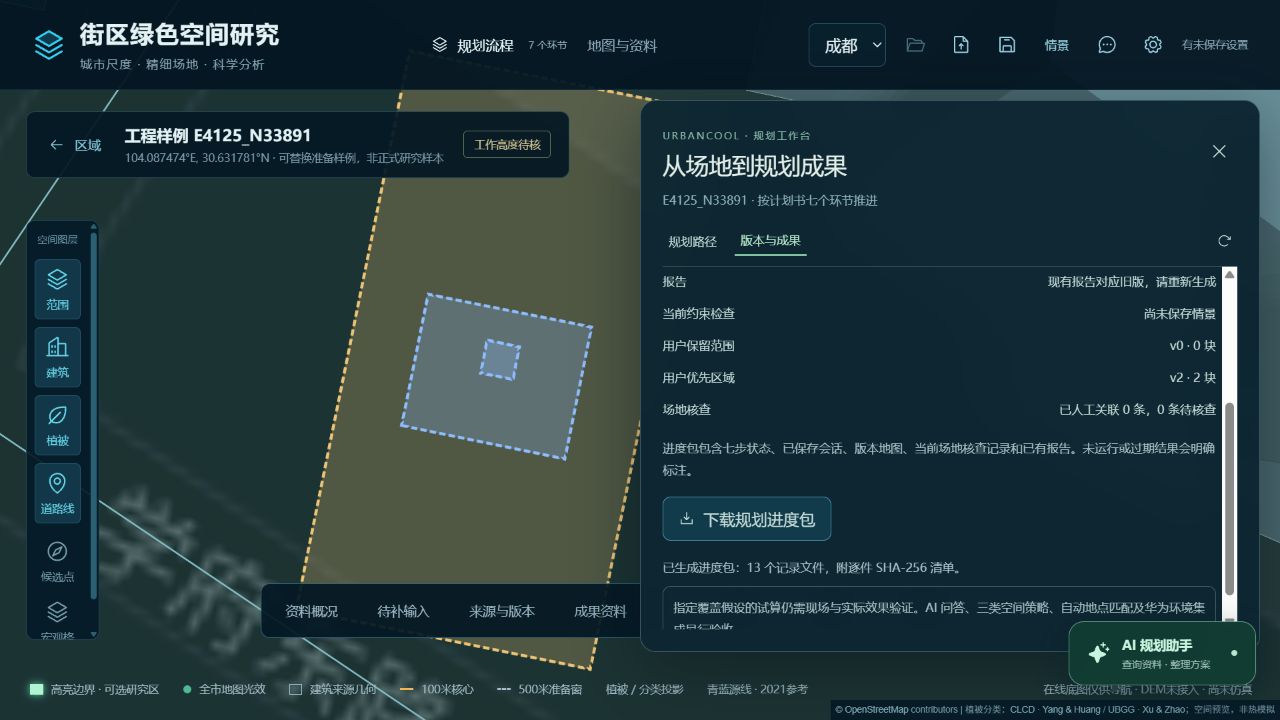 街区绿色空间研究
城市尺度 · 精细场地 · 科学分析
规划流程 7 个环节 地图与资料
成都
情景
有未保存设置
← 区域
工程样例 E4125_N33891
104.087474°E, 30.631781°N · 可替换准备样例，非正式研究样本
工作高度待核
空间图层
范围
建筑
植被
道路线
候选点
URBANCOOL · 规划工作台
从场地到规划成果
E4125_N33891 · 按计划书七个环节推进
规划路径 版本与成果
报告 现有报告对应旧版，请重新生成
当前约束检查 尚未保存情景
用户保留范围 v0 · 0 块
用户优先区域 v2 · 2 块
场地核查 已人工关联 0 条，0 条待核查
进度包包含七步状态、已保存会话、版本地图、当前场地核查记录和已有报告。未运行或过期结果会明确
标注。
下载规划进度包
已生成进度包：13 个记录文件，附逐件 SHA-256 清单。
指定覆盖假设的试算仍需现场与实际效果验证。AI 问答、三类空间策略、自动地点匹配及华为环境集
资料概况 待补输入 来源与版本 成果资料
AI 规划助手
查询资料 · 整理方案
高亮边界 · 可选研究区 全市地图光效 建筑来源几何 100米核心 500米准备窗 植被 / 分类投影 青蓝源线 · 2021参考
在线底图仅供导航 · DEM未接入 · 尚未仿真
© OpenStreetMap contributors | 植被分类：CLCD · Yang & Huang / UBGG · Xu & Zhao；空间预览，非热模拟